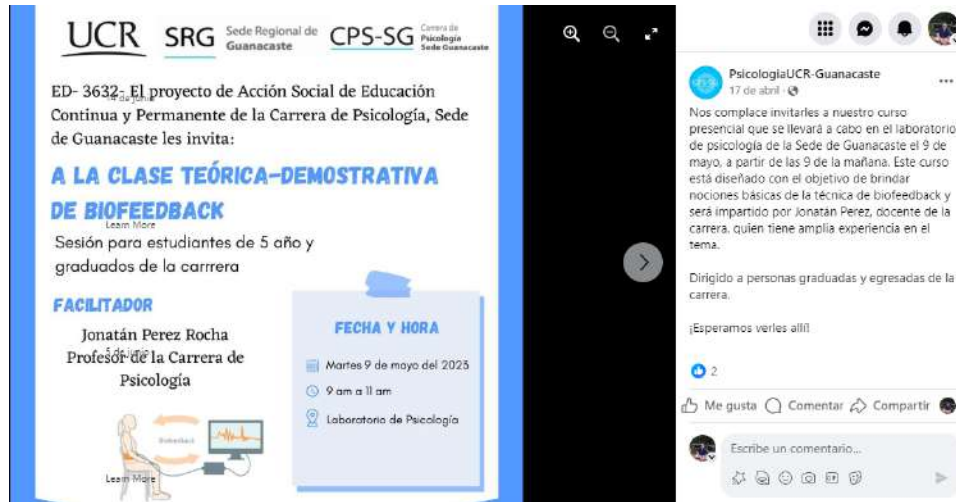 UCR
SRG
Sede Regional de
Guanacaste
CPS-SG
Carrera de
Psicología
Sede Guanacaste
ED- 3632- El proyecto de Acción Social de Educación
Continua y Permanente de la Carrera de Psicología, Sede
de Guanacaste les invita:
A LA CLASE TEÓRICA-DEMOSTRATIVA
DE BIOFEEDBACK
Learn More
Sesión para estudiantes de 5 año y
graduados de la carrrera
FACILITADOR
Jonatán Perez Rocha
Profesor de la Carrera de
Psicología
Biofeedback
Learn More
FECHA Y HORA
Martes 9 de mayo del 2023
9 am a 11 am
Laboratorio de Psicología
PsicologiaUCR-Guanacaste
17 de abril
Nos complace invitarles a nuestro curso
presencial que se llevará a cabo en el laboratorio
de psicología de la Sede de Guanacaste el 9 de
mayo, a partir de las 9 de la mañana. Este curso
está diseñado con el objetivo de brindar
nociones básicas de la técnica de biofeedback y
será impartido por Jonatán Perez, docente de la
carrera, quien tiene amplia experiencia en el
tema.
Dirigido a personas graduadas y egresadas de la
carrera.
¡Esperamos verles allí!
2
Me gusta Comentar Compartir
Escribe un comentario...